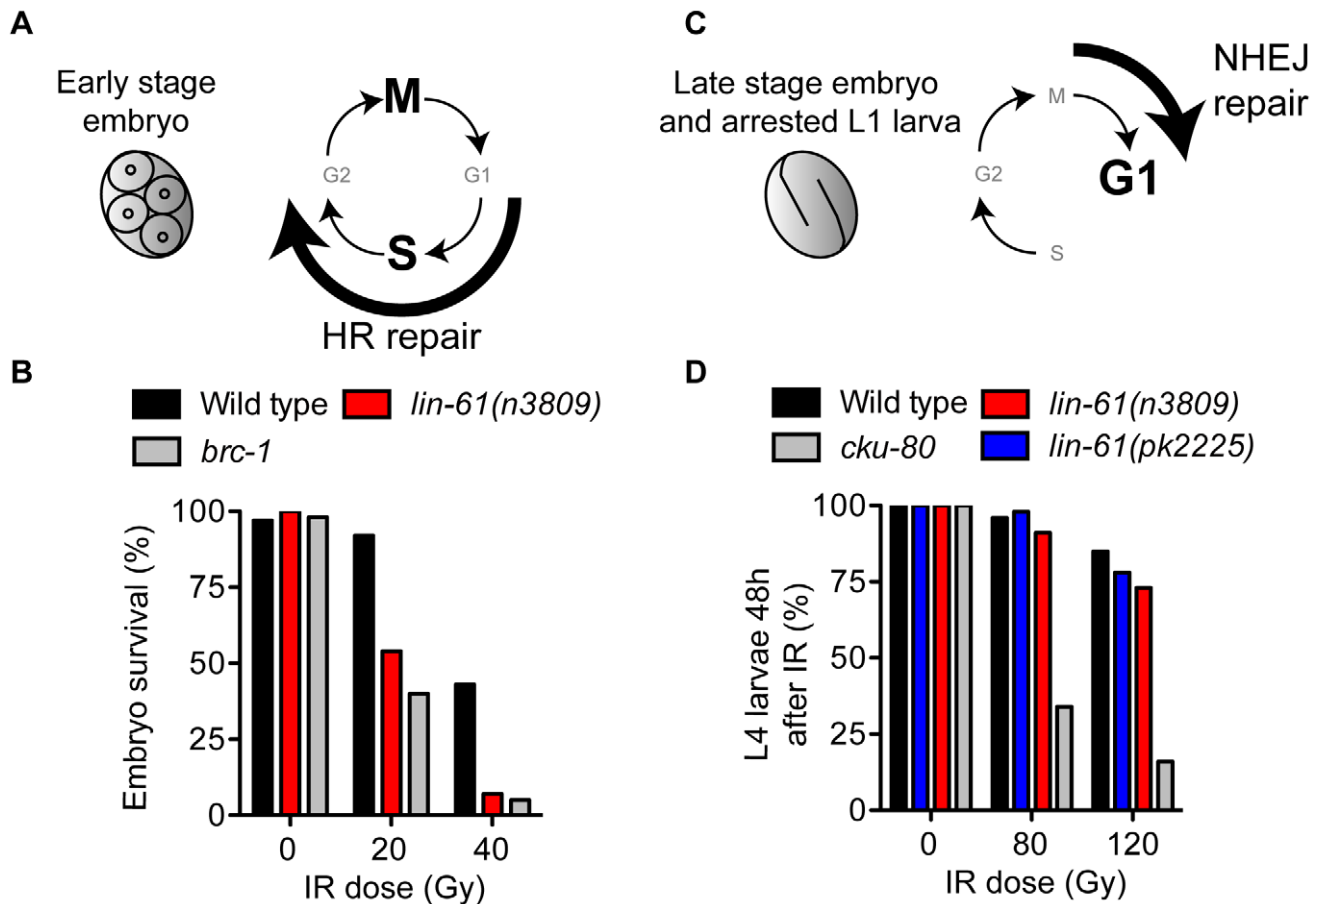 A
Early stage
embryo
M
G2
G1
S
HR repair
C
Late stage embryo
and arrested L1 larva
M
G2
G1
S
NHEJ
repair
B
Wild type
lin-61(n3809)
brc-1
Embryo survival (%)
100
75
50
25
0
0
20
40
IR dose (Gy)
D
Wild type
lin-61(n3809)
cku-80
lin-61(pk2225)
L4 larvae 48h
after IR (%)
100
75
50
25
0
0
80
120
IR dose (Gy)